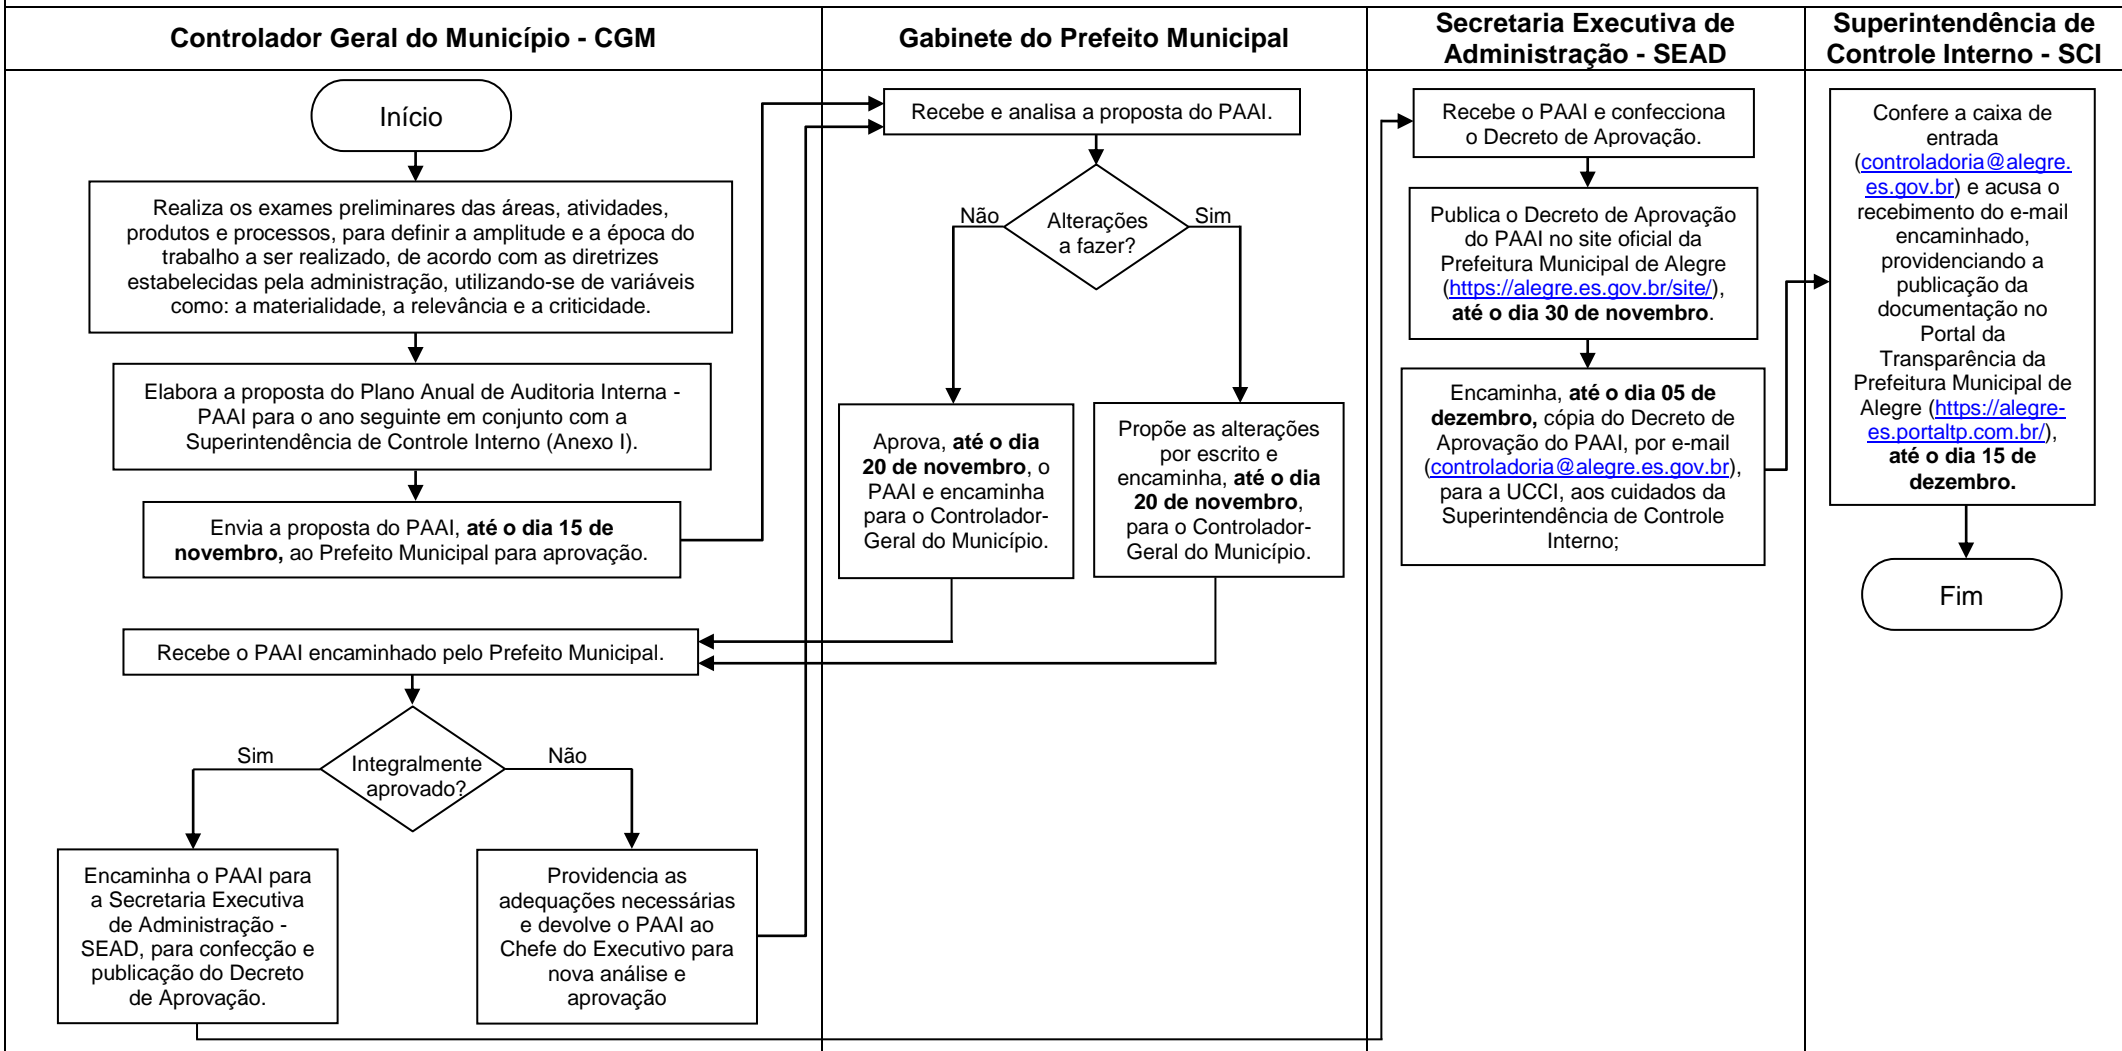 Controlador Geral do Município - CGM
Gabinete do Prefeito Municipal
Secretaria Executiva de
Administração - SEAD
Superintendência de
Controle Interno - SCI
Início
Realiza os exames preliminares das áreas, atividades,
produtos e processos, para definir a amplitude e a época do
trabalho a ser realizado, de acordo com as diretrizes
estabelecidas pela administração, utilizando-se de variáveis
como: a materialidade, a relevância e a criticidade.
Elabora a proposta do Plano Anual de Auditoria Interna -
PAAI para o ano seguinte em conjunto com a
Superintendência de Controle Interno (Anexo I).
Envia a proposta do PAAI, até o dia 15 de
novembro, ao Prefeito Municipal para aprovação.
Recebe o PAAI encaminhado pelo Prefeito Municipal.
Sim
Integralmente
aprovado?
Não
Encaminha o PAAI para
a Secretaria Executiva
de Administração -
SEAD, para confecção e
publicação do Decreto
de Aprovação.
Providencia as
adequações necessárias
e devolve o PAAI ao
Chefe do Executivo para
nova análise e
aprovação
Recebe e analisa a proposta do PAAI.
Não
Alterações
a fazer?
Sim
Aprova, até o dia
20 de novembro, o
PAAI e encaminha
para o Controlador-
Geral do Município.
Propõe as alterações
por escrito e
encaminha, até o dia
20 de novembro,
para o Controlador-
Geral do Município.
Recebe o PAAI e confecciona
o Decreto de Aprovação.
Publica o Decreto de Aprovação
do PAAI no site oficial da
Prefeitura Municipal de Alegre
(https://alegre.es.gov.br/site/),
até o dia 30 de novembro.
Encaminha, até o dia 05 de
dezembro, cópia do Decreto de
Aprovação do PAAI, por e-mail
(controladoria@alegre.es.gov.br),
para a UCCI, aos cuidados da
Superintendência de Controle
Interno;
Confere a caixa de
entrada
(controladoria@alegre.
es.gov.br) e acusa o
recebimento do e-mail
encaminhado,
providenciando a
publicação da
documentação no
Portal da
Transparência da
Prefeitura Municipal de
Alegre (https://alegre-
es.portaltp.com.br/),
até o dia 15 de
dezembro.
Fim